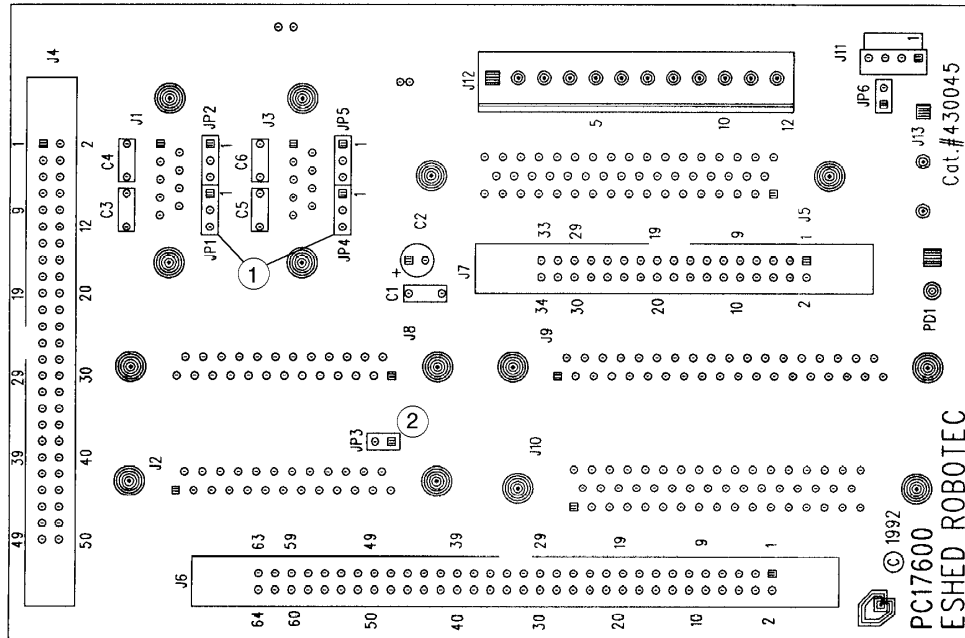 J4
1
2
9
12
19
20
29
30
39
40
49
50
C4
J1
JP2
C3
JP1
1
1
C6
J3
JP5
C5
JP4
1
1
1
C2
+
C1
J12
5
10
12
J11
1
JP6
J13
Cat.#430045
J5
J7
33
29
19
9
1
34
30
20
10
2
PD1
J8
J9
JP3
2
J2
J10
J6
63
59
49
39
29
19
9
1
64
60
50
40
30
20
10
2
© 1992
PC17600
ESHED ROBOTEC